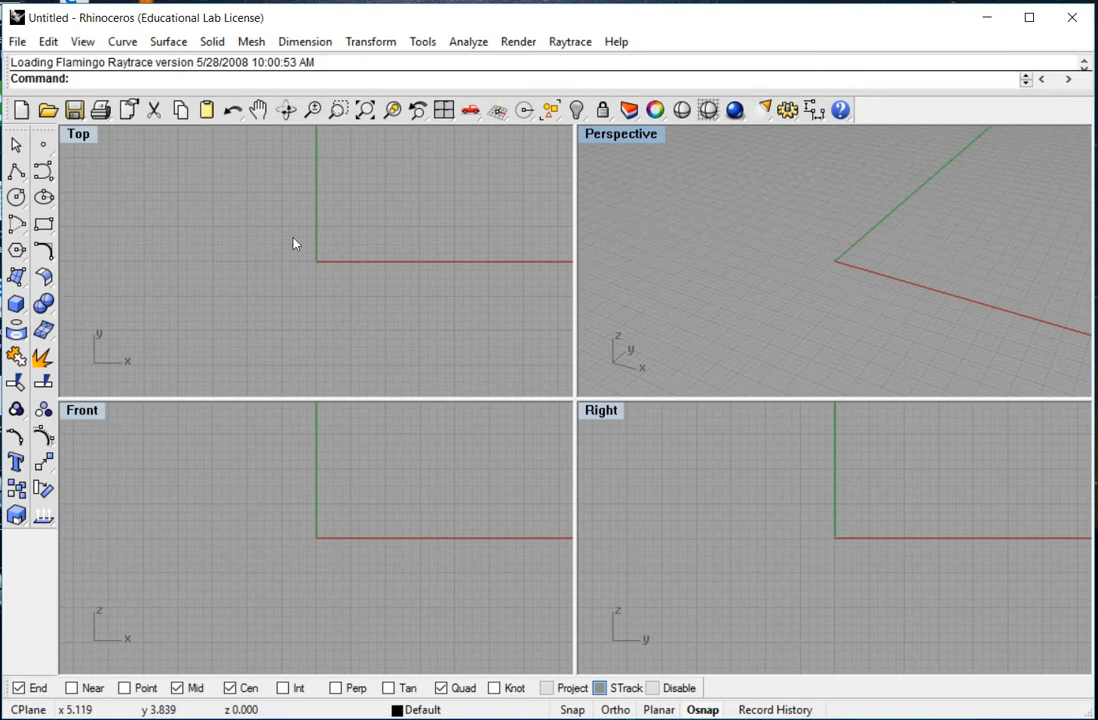 Untitled - Rhinoceros (Educational Lab License)
File Edit View Curve Surface Solid Mesh Dimension Transform Tools Analyze Render Raytrace Help
Loading Flamingo Raytrace version 5/28/2008 10:00:53 AM
Command:
Top
Perspective
y
x
z
y
x
Front
Right
z
x
z
y
End Near Point Mid Cen Int Perp Tan Quad Knot Project STrack Disable
CPlane x 5.119 y 3.839 z 0.000 Default Snap Ortho Planar Osnap Record History